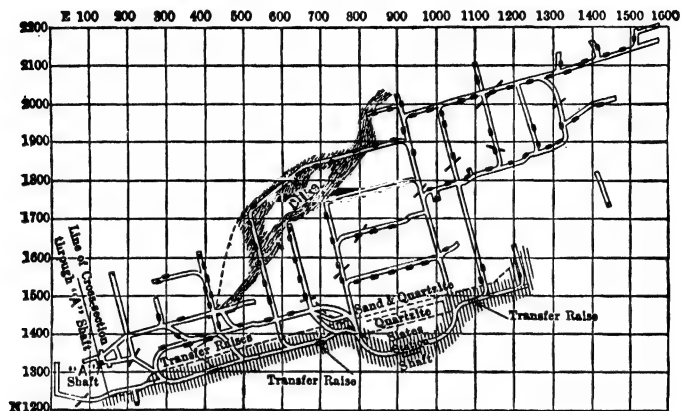 E 100 200 300 400 500 600 700 800 900 1000 1100 1200 1300 1400 1500 1600
2200
2100
2000
1900
1800
1700
1600
1500
1400
1300
N 1200
Dike
Line of Cross-section
through "A" Shaft
Sand & Quartzite
Quartzite
Slates
Shaft
Transfer Raises
Transfer Raise
"A"
Shaft
Transfer Raise